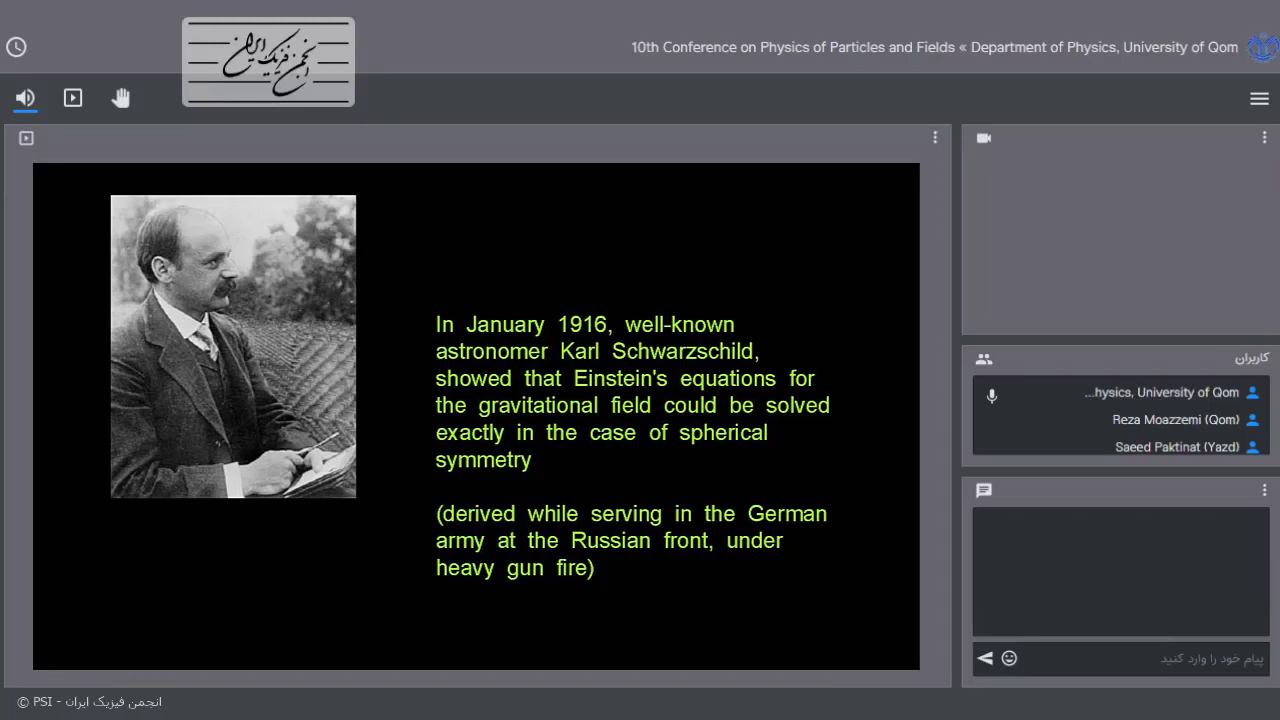 انجمن فیزیک ایران
10th Conference on Physics of Particles and Fields « Department of Physics, University of Qom
In January 1916, well-known
astronomer Karl Schwarzschild,
showed that Einstein's equations for
the gravitational field could be solved
exactly in the case of spherical
symmetry
(derived while serving in the German
army at the Russian front, under
heavy gun fire)
کاربران
...hysics, University of Qom
Reza Moazzemi (Qom)
Saeed Paktinat (Yazd)
پیام خود را وارد کنید
© PSI - انجمن فیزیک ایران